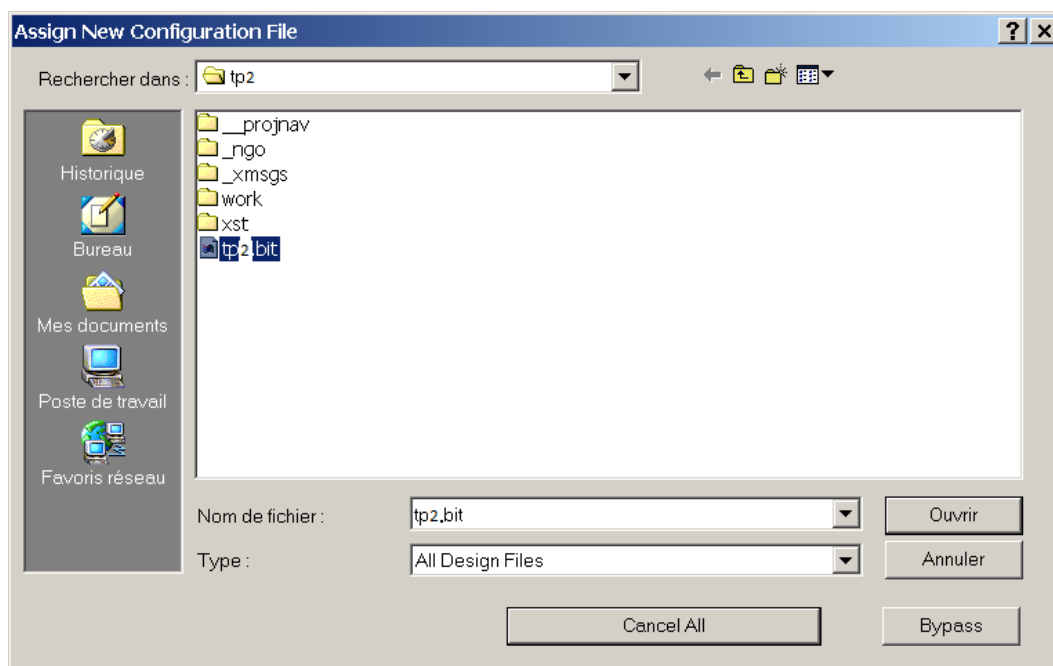 Assign New Configuration File
Rechercher dans : tp2
Historique
Bureau
Mes documents
Poste de travail
Favoris réseau
__projnav
_ngo
_xmsgs
work
xst
tp2.bit
Nom de fichier : tp2.bit Ouvrir
Type : All Design Files Annuler
Cancel All Bypass